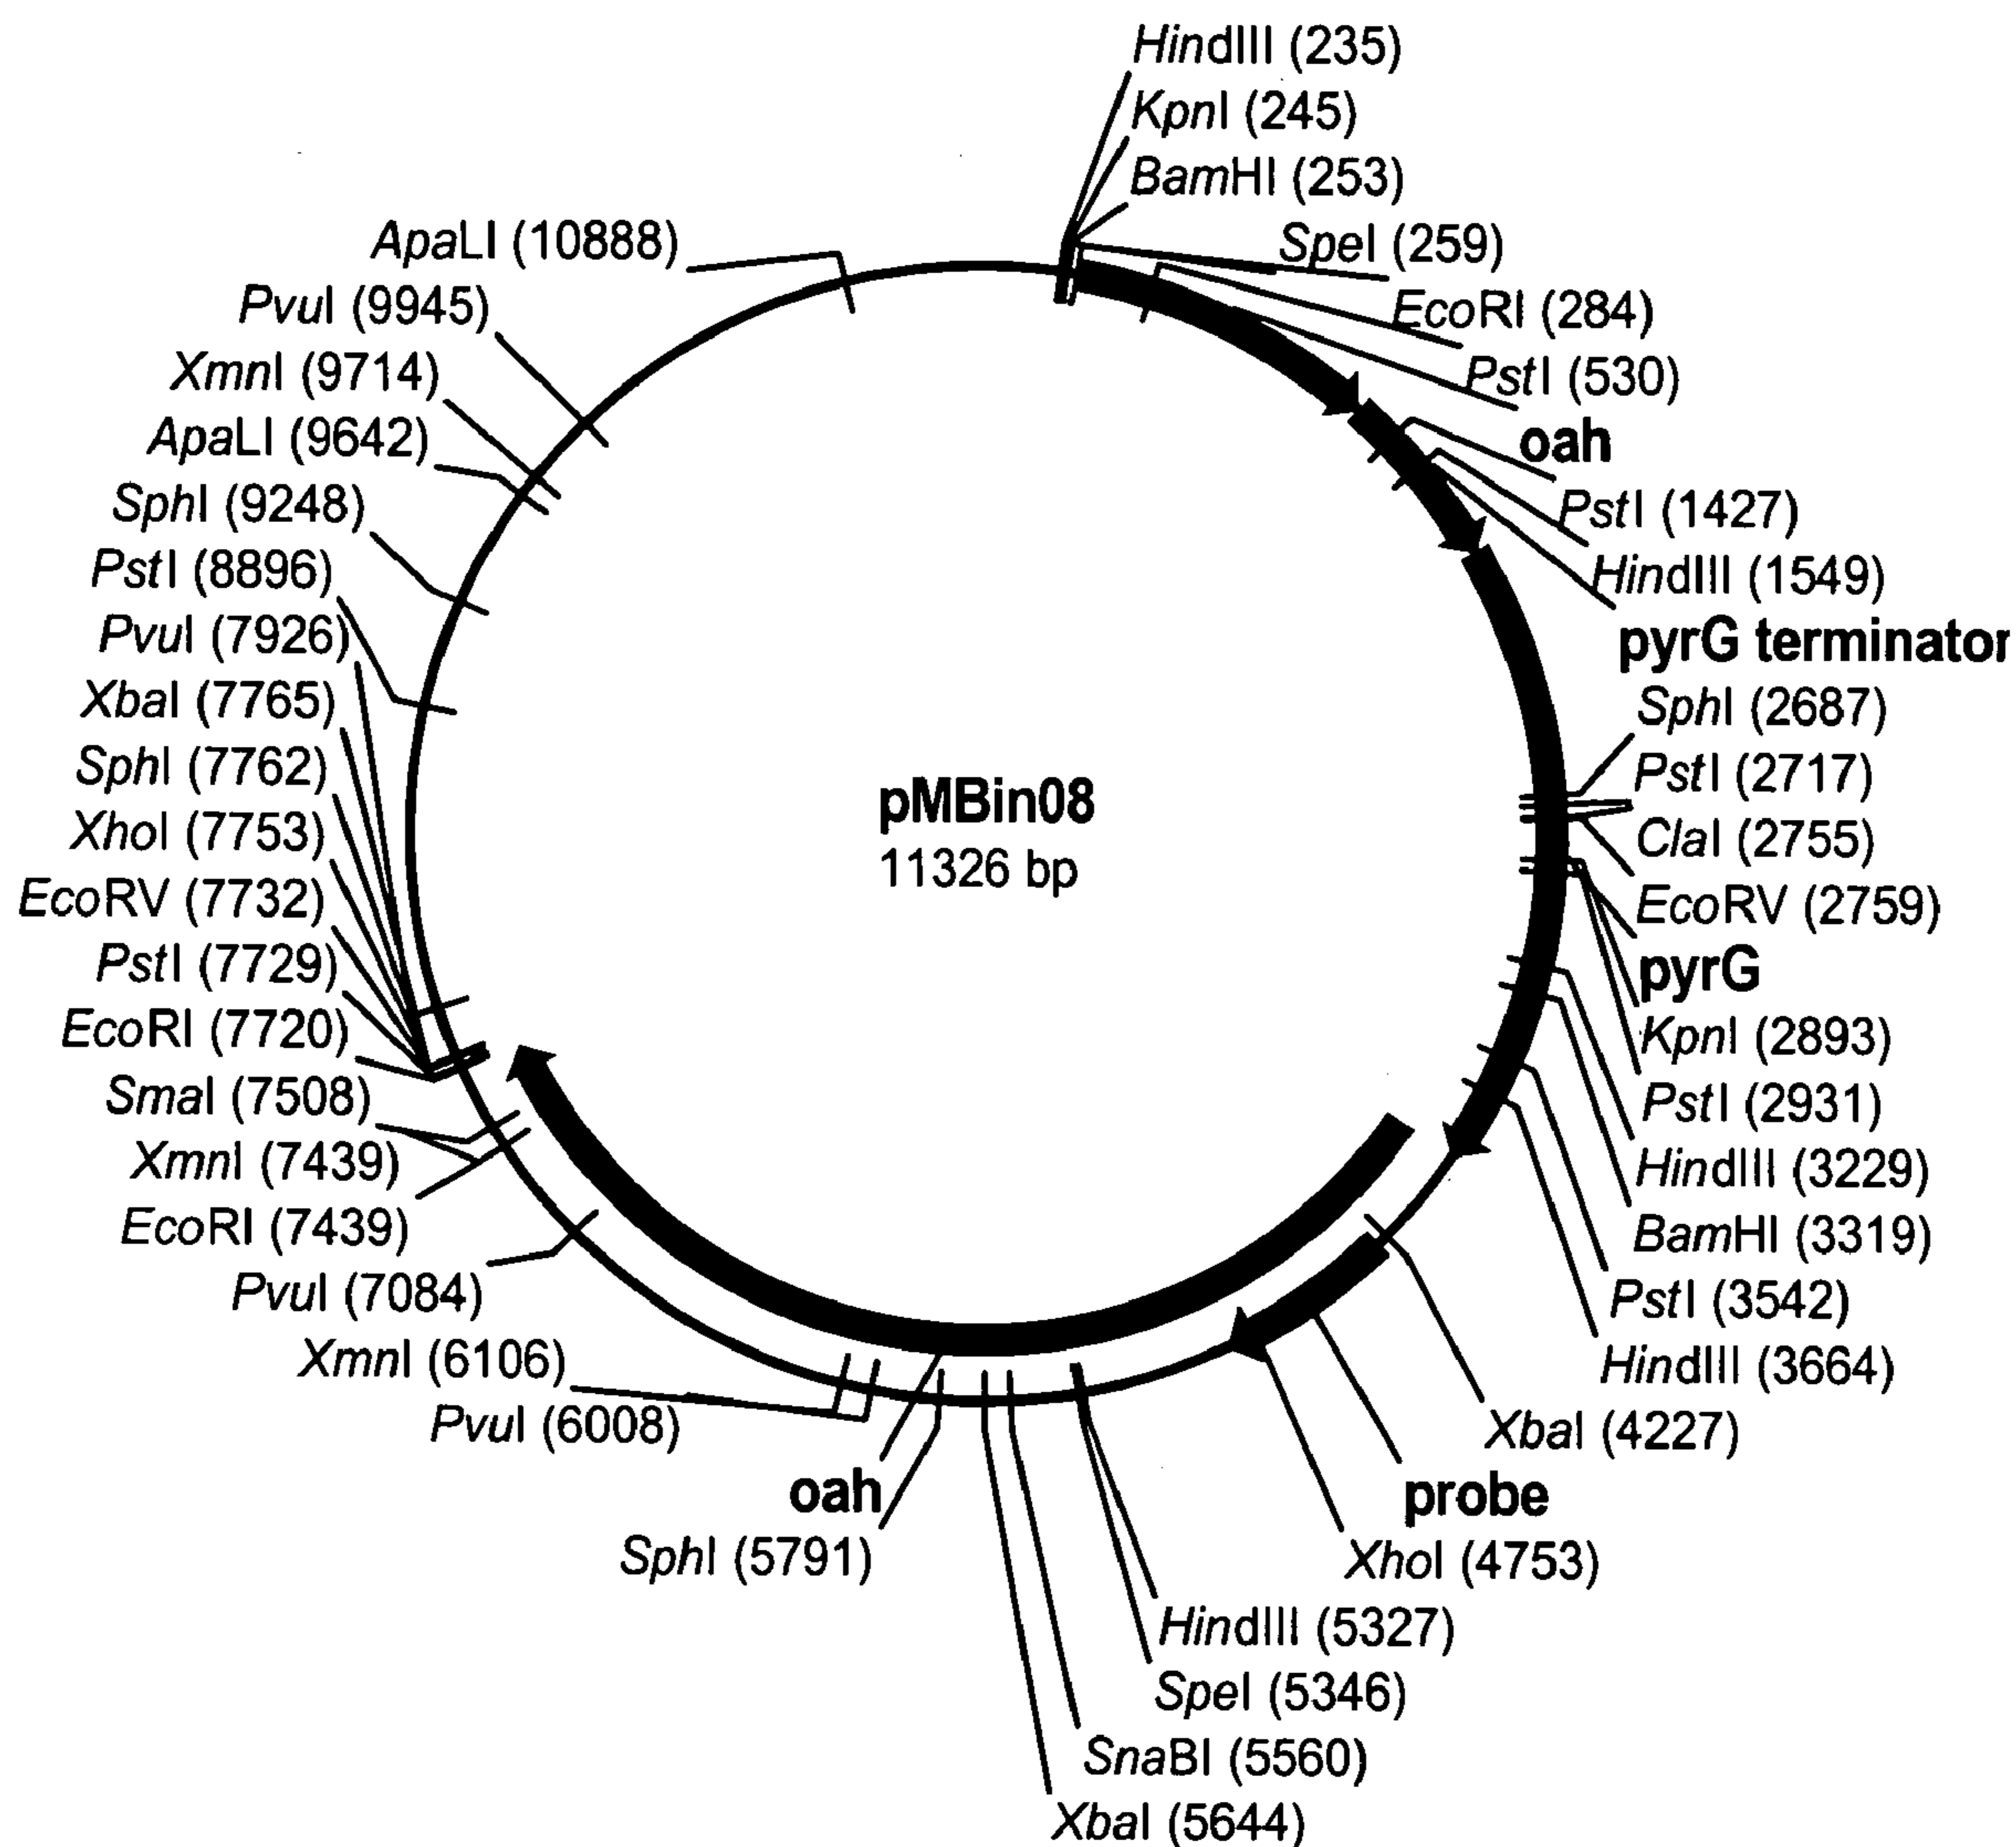 HindIII (235)
KpnI (245)
BamHI (253)
SpeI (259)
EcoRI (284)
PstI (530)
oah
PstI (1427)
HindIII (1549)
pyrG terminator
SphI (2687)
PstI (2717)
ClaI (2755)
EcoRV (2759)
pyrG
KpnI (2893)
PstI (2931)
HindIII (3229)
BamHI (3319)
PstI (3542)
HindIII (3664)
XbaI (4227)
probe
XhoI (4753)
HindIII (5327)
SpeI (5346)
SnaBI (5560)
XbaI (5644)
SphI (5791)
oah
PvuI (6008)
XmnI (6106)
PvuI (7084)
EcoRI (7439)
XmnI (7439)
SmaI (7508)
EcoRI (7720)
PstI (7729)
EcoRV (7732)
XhoI (7753)
SphI (7762)
XbaI (7765)
PvuI (7926)
PstI (8896)
SphI (9248)
ApaLI (9642)
XmnI (9714)
PvuI (9945)
ApaLI (10888)
pMBin08
11326 bp